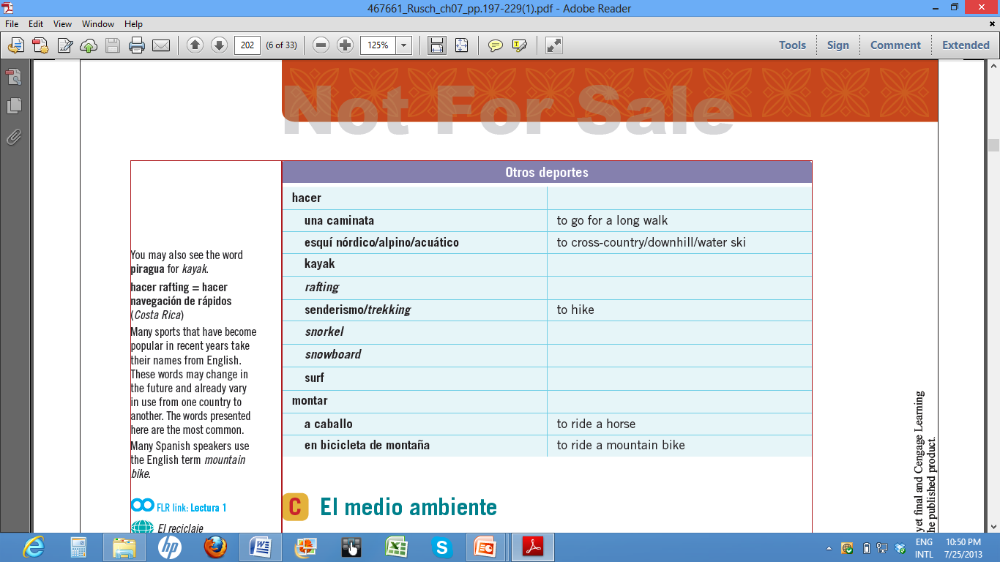 467661_Rusch_ch07_pp.197-229(1).pdf - Adobe Reader
File Edit View Window Help
202 (6 of 33) 125% Tools Sign Comment Extended
Not For Sale
Otros deportes
hacer
una caminata to go for a long walk
esquí nórdico/alpino/acuático to cross-country/downhill/water ski
kayak
rafting
senderismo/trekking to hike
snorkel
snowboard
surf
montar
a caballo to ride a horse
en bicicleta de montaña to ride a mountain bike
You may also see the word
piragua for kayak.
hacer rafting = hacer
navegación de rápidos
(Costa Rica)
Many sports that have become
popular in recent years take
their names from English.
These words may change in
the future and already vary
in use from one country to
another. The words presented
here are the most common.
Many Spanish speakers use
the English term mountain
bike.
FLR link: Lectura 1
El reciclaje
C El medio ambiente
yet final and Cengage Learning
he published product.
hp
ENG 10:50 PM
INTL 7/25/2013